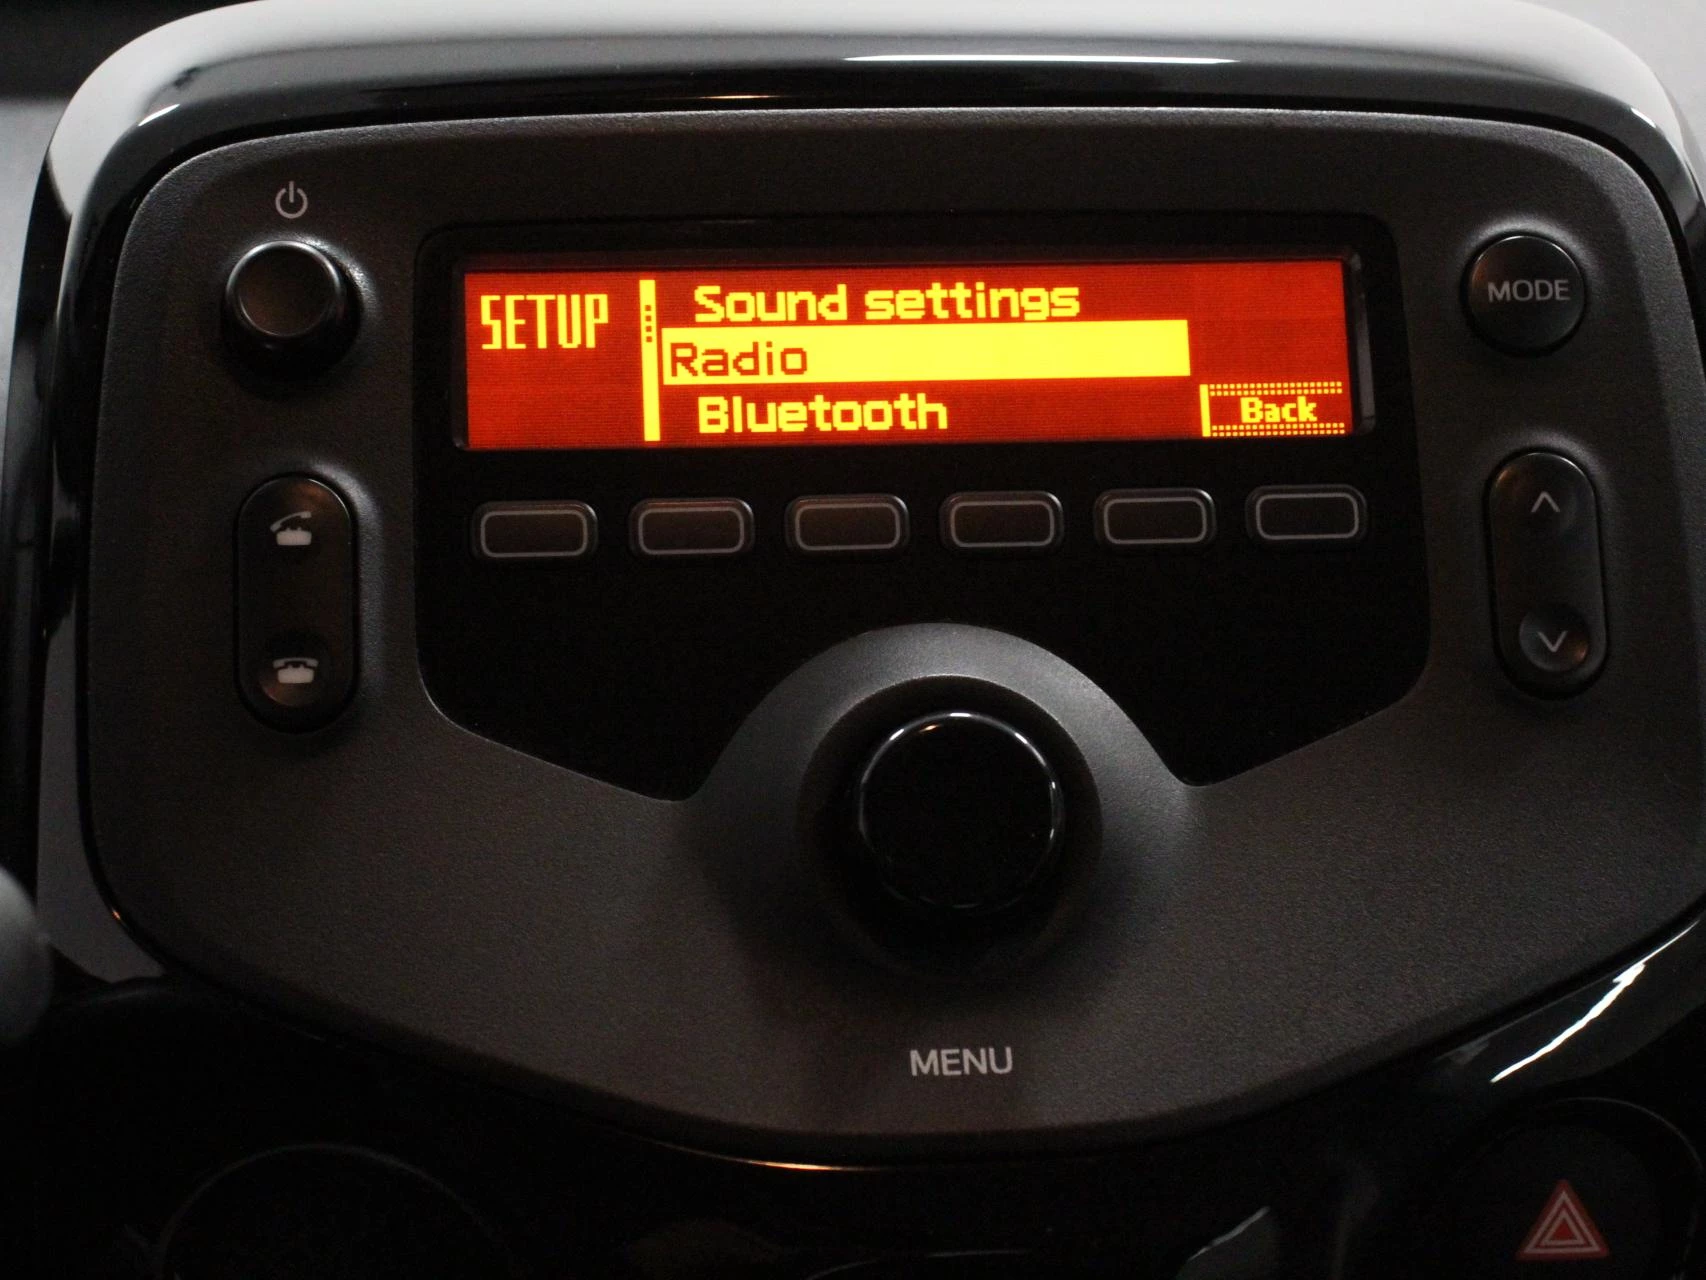 SETUP
Sound settings
Radio
Bluetooth
Back
MODE
MENU